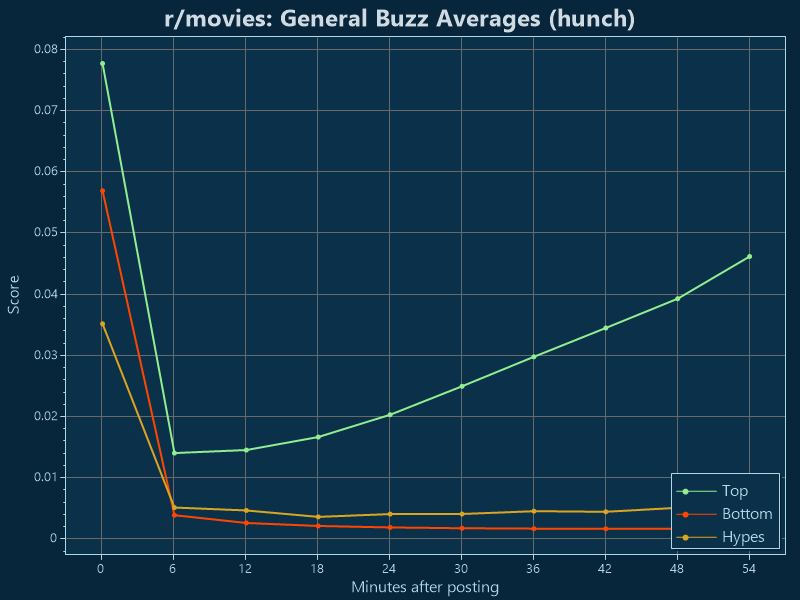 r/movies: General Buzz Averages (hunch)
Score
0.08
0.07
0.06
0.05
0.04
0.03
0.02
0.01
0
Top
Bottom
Hypes
0 6 12 18 24 30 36 42 48 54
Minutes after posting